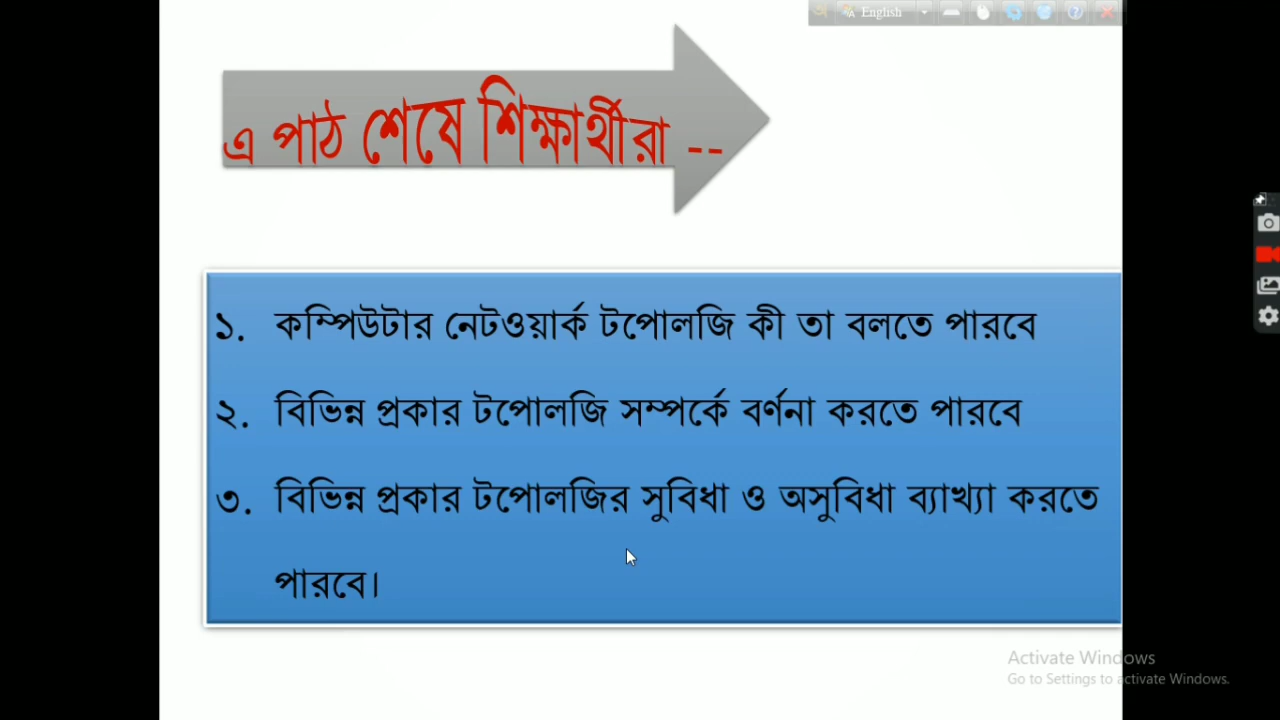 English
এ পাঠ শেষে শিক্ষার্থীরা --
১. কম্পিউটার নেটওয়ার্ক টপোলজি কী তা বলতে পারবে
২. বিভিন্ন প্রকার টপোলজি সম্পর্কে বর্ণনা করতে পারবে
৩. বিভিন্ন প্রকার টপোলজির সুবিধা ও অসুবিধা ব্যাখ্যা করতে
পারবে।
Activate Windows
Go to Settings to activate Windows.